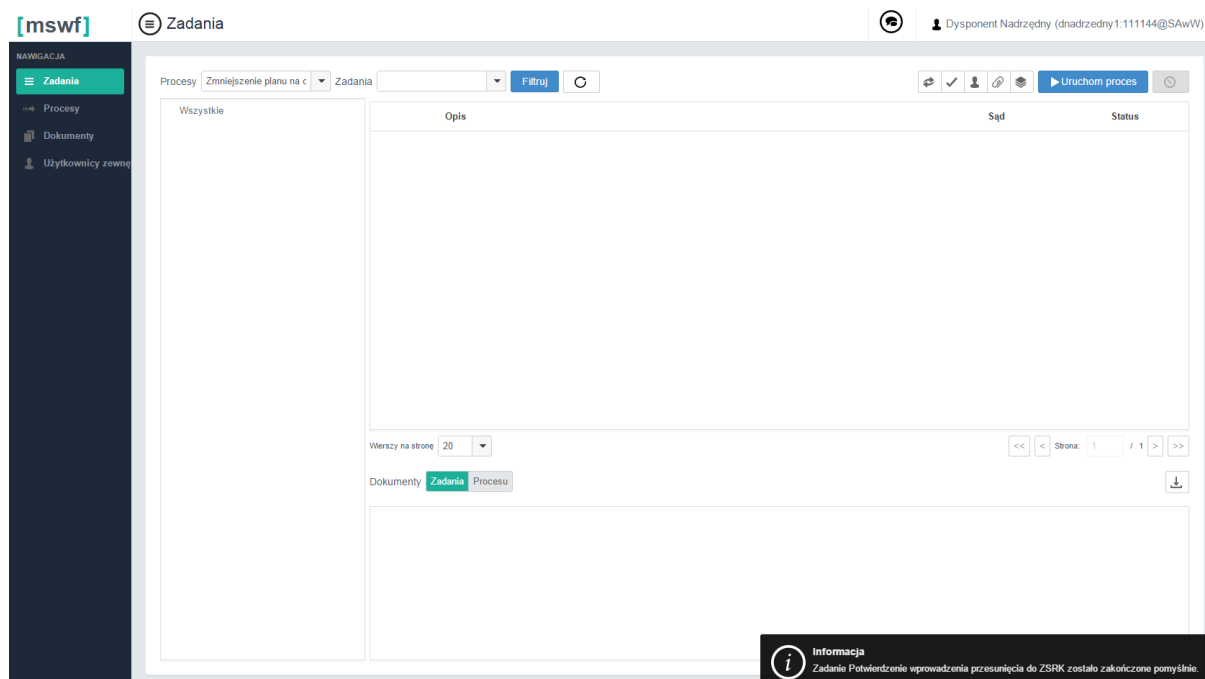 [mswf]
Zadania
Dysponent Nadrzędny (dnadrzedny1:111144@SAwW)
NAWIGACJA
Zadania
Procesy
Dokumenty
Użytkownicy zewnę
Procesy Zmniejszenie planu na c Zadania Filtruj Uruchom proces
Wszystkie
Opis Sąd Status
Wierszy na stronę 20 << < Strona: 1 / 1 > >>
Dokumenty Zadania Procesu
Informacja
Zadanie Potwierdzenie wprowadzenia przesunięcia do ZSRK zostało zakończone pomyślnie.